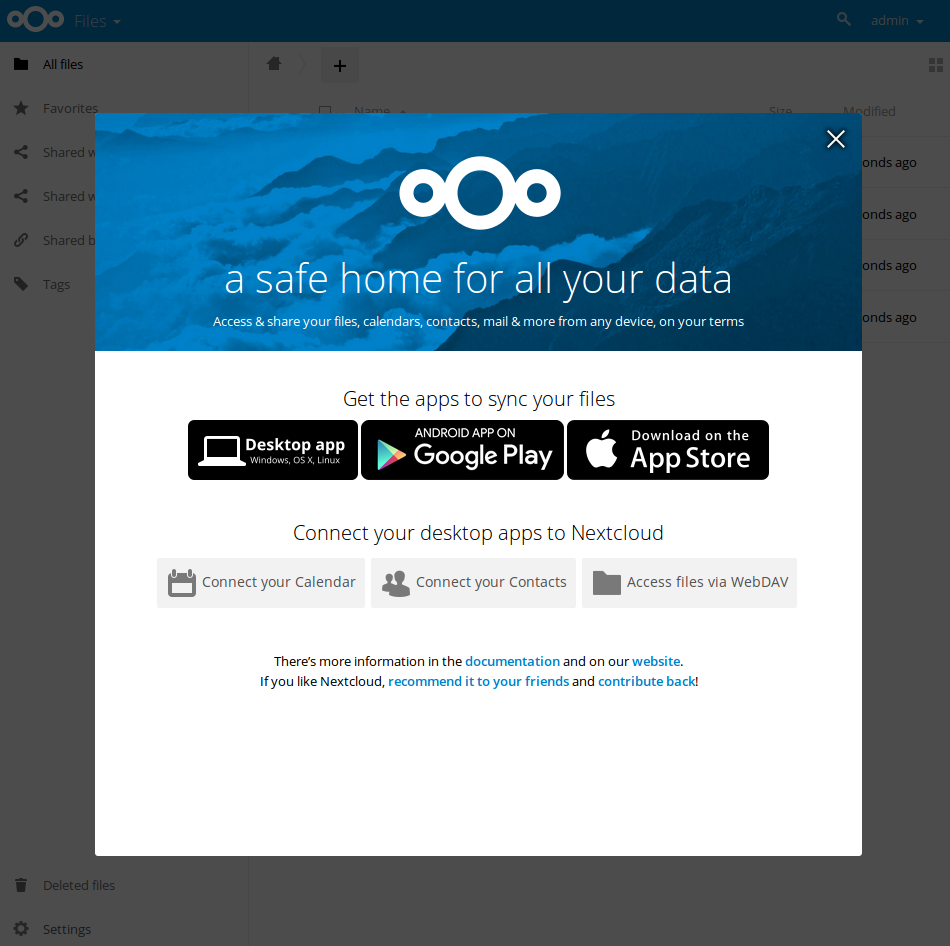 Files
admin
All files
Favorites
Shared w
Shared w
Shared b
Tags
Name
Size
Modified
onds ago
onds ago
onds ago
onds ago
a safe home for all your data
Access & share your files, calendars, contacts, mail & more from any device, on your terms
Get the apps to sync your files
Desktop app
Windows, OS X, Linux
ANDROID APP ON
Google Play
Download on the
App Store
Connect your desktop apps to Nextcloud
Connect your Calendar
Connect your Contacts
Access files via WebDAV
There's more information in the documentation and on our website.
If you like Nextcloud, recommend it to your friends and contribute back!
Deleted files
Settings